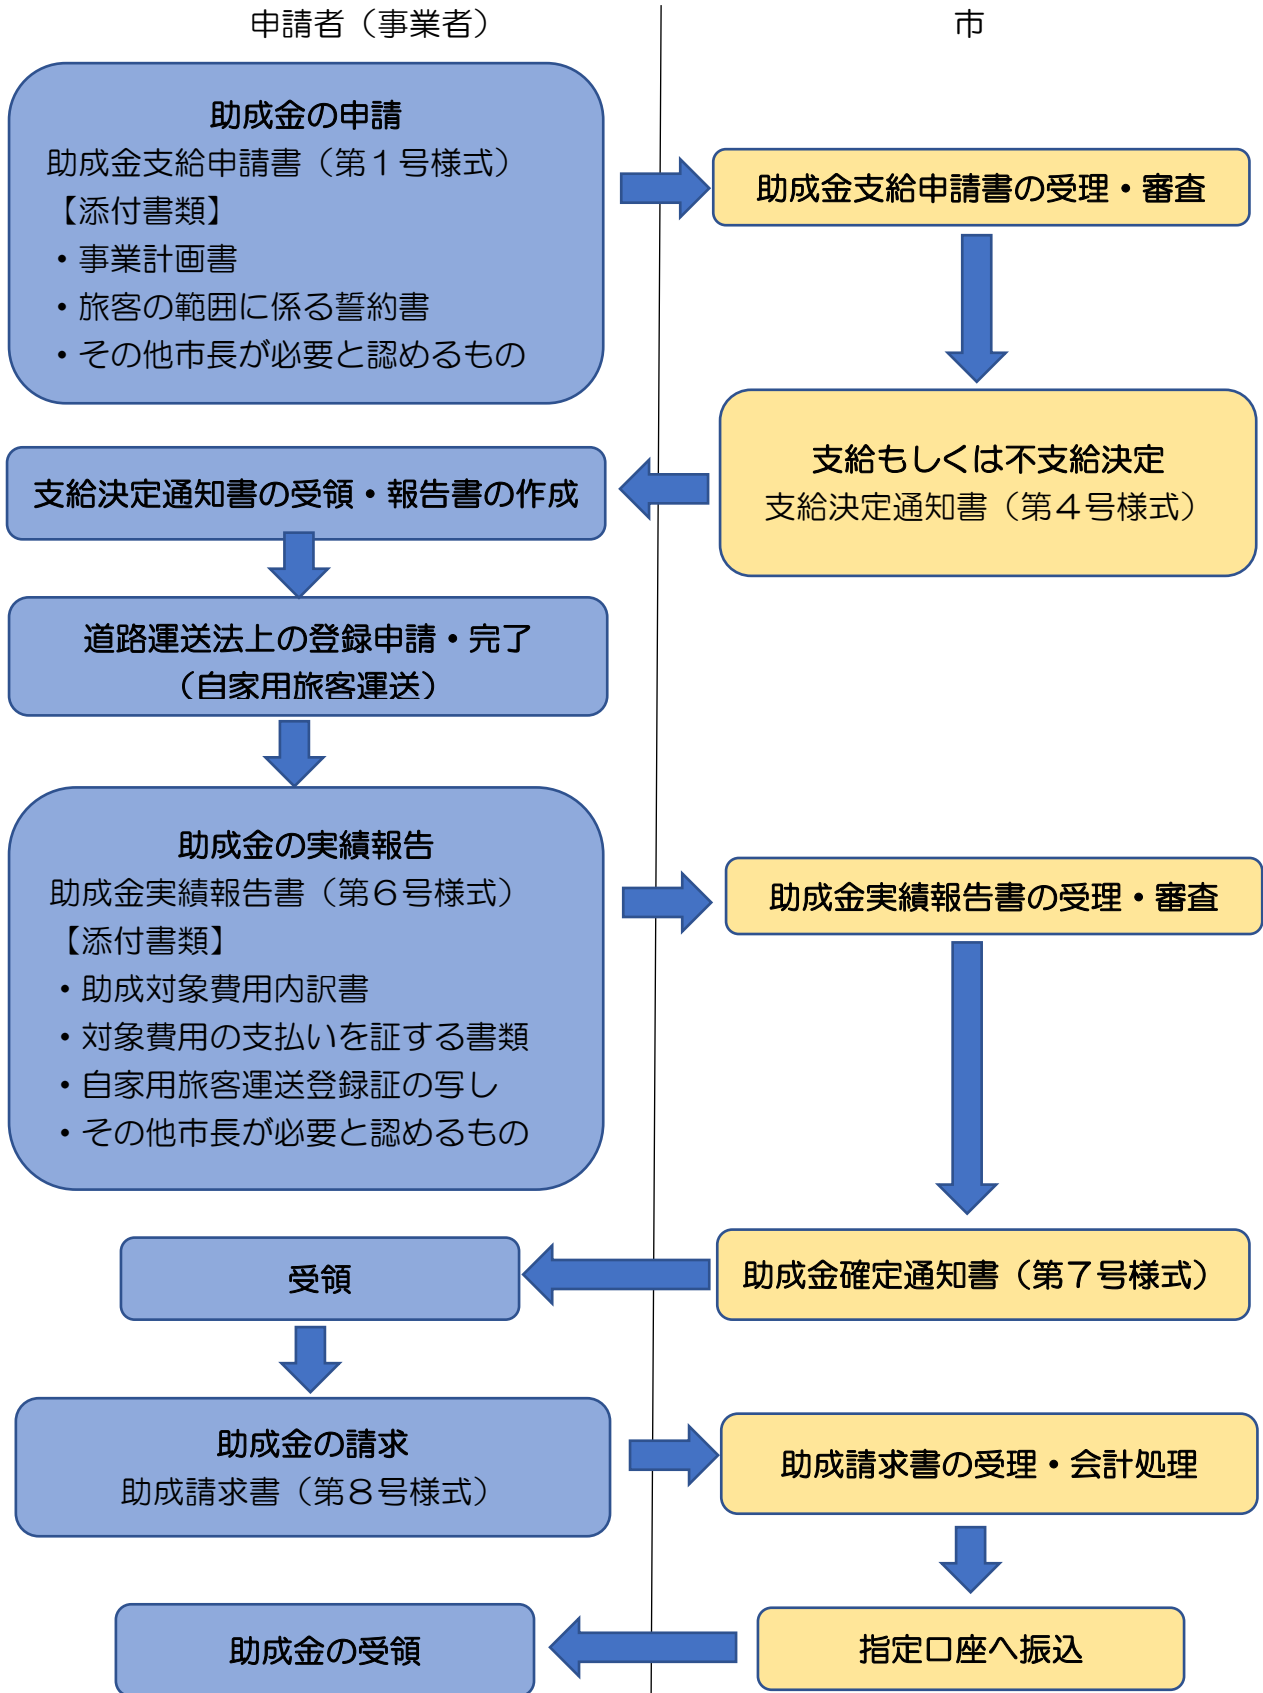 申請者（事業者）
市
助成金の申請
助成金支給申請書（第１号様式）
【添付書類】
・事業計画書
・旅客の範囲に係る誓約書
・その他市長が必要と認めるもの
助成金支給申請書の受理・審査
支給もしくは不支給決定
支給決定通知書（第４号様式）
支給決定通知書の受領・報告書の作成
道路運送法上の登録申請・完了
（自家用旅客運送）
助成金の実績報告
助成金実績報告書（第６号様式）
【添付書類】
・助成対象費用内訳書
・対象費用の支払いを証する書類
・自家用旅客運送登録証の写し
・その他市長が必要と認めるもの
助成金実績報告書の受理・審査
助成金確定通知書（第７号様式）
受領
助成金の請求
助成請求書（第８号様式）
助成請求書の受理・会計処理
指定口座へ振込
助成金の受領